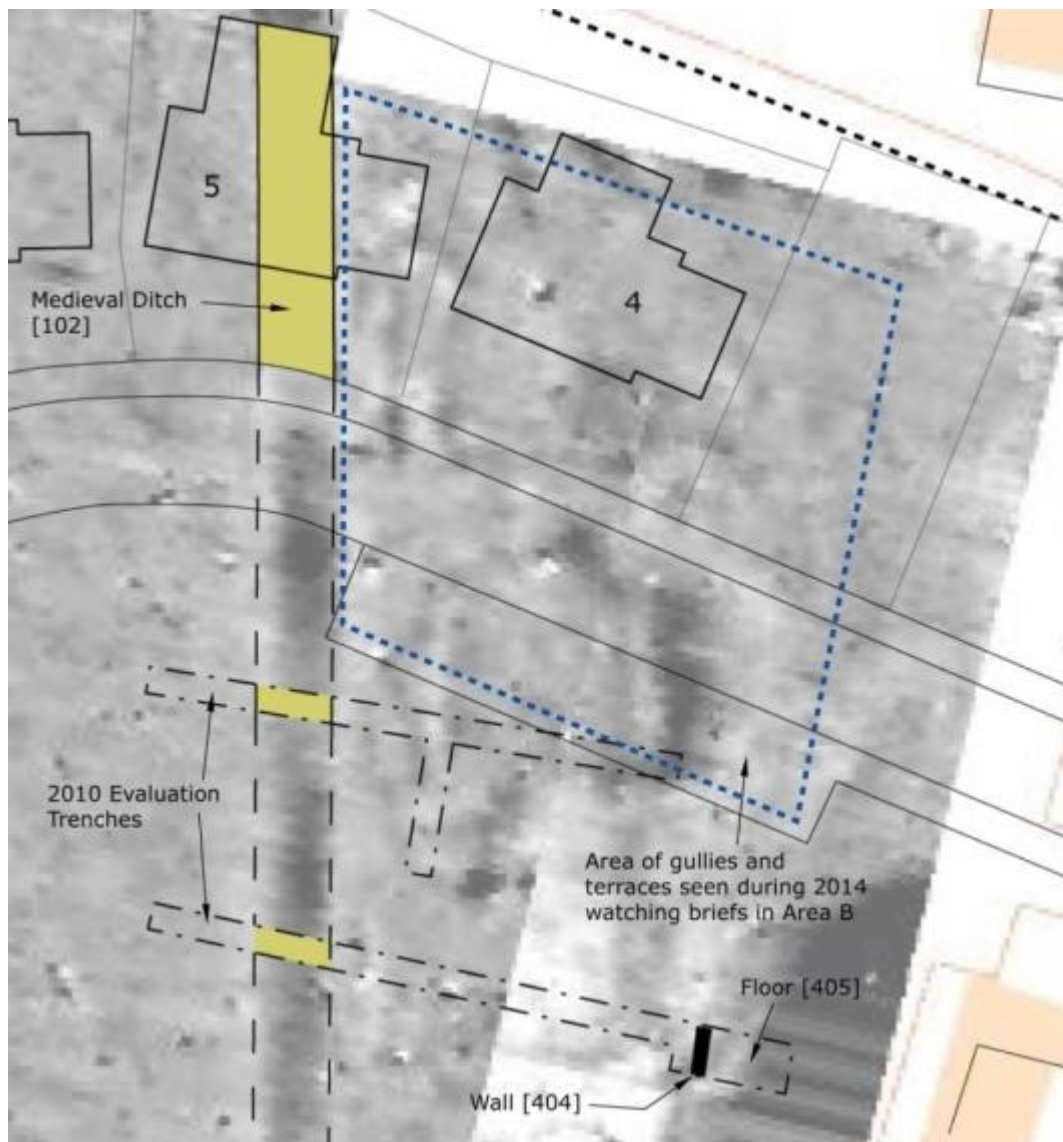 5
4
Medieval Ditch
[102]
2010 Evaluation
Trenches
Area of gullies and
terraces seen during 2014
watching briefs in Area B
Floor [405]
Wall [404]